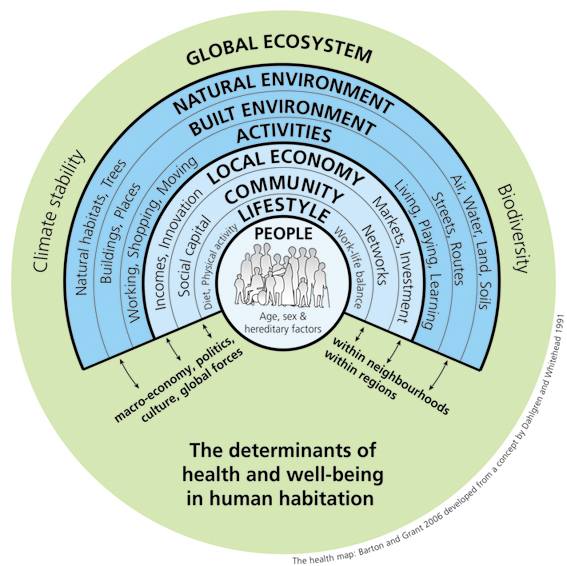 GLOBAL ECOSYSTEM
NATURAL ENVIRONMENT
BUILT ENVIRONMENT
ACTIVITIES
LOCAL ECONOMY
COMMUNITY
LIFESTYLE
PEOPLE
Age, sex &
hereditary factors
Climate stability
Natural habitats, Trees
Buildings, Places
Working, Shopping, Moving
Incomes, Innovation
Social capital
Diet, Physical activity
Work-life balance
Networks
Markets, Investment
Living, Playing, Learning
Streets, Routes
Air, Water, Land, Soils
Biodiversity
macro-economy, politics,
culture, global forces
within neighbourhoods
within regions
The determinants of
health and well-being
in human habitation
The health map: Barton and Grant 2006 developed from a concept by Dahlgren and Whitehead 1991